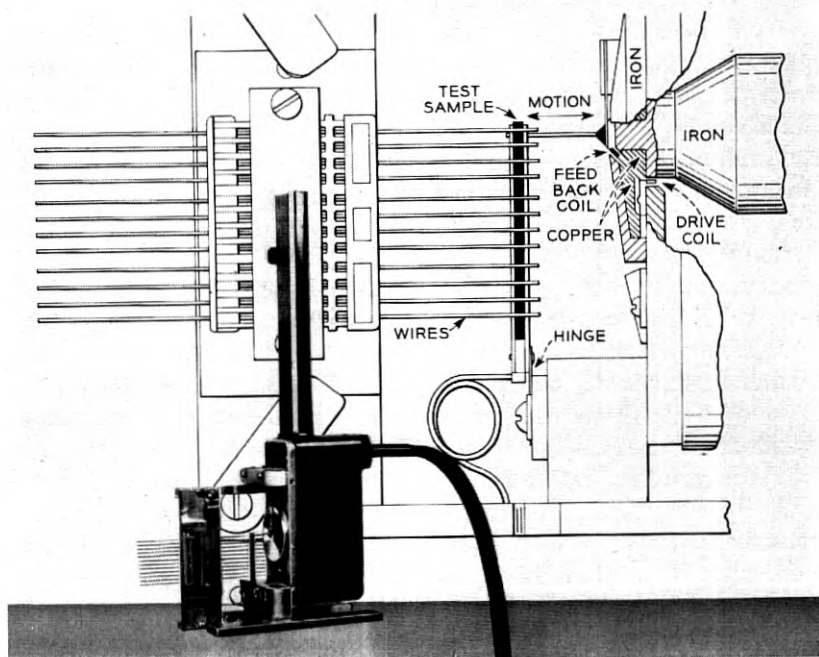 TEST
SAMPLE
MOTION
IRON
IRON
FEED
BACK
COIL
COPPER
DRIVE
COIL
WIRES
HINGE